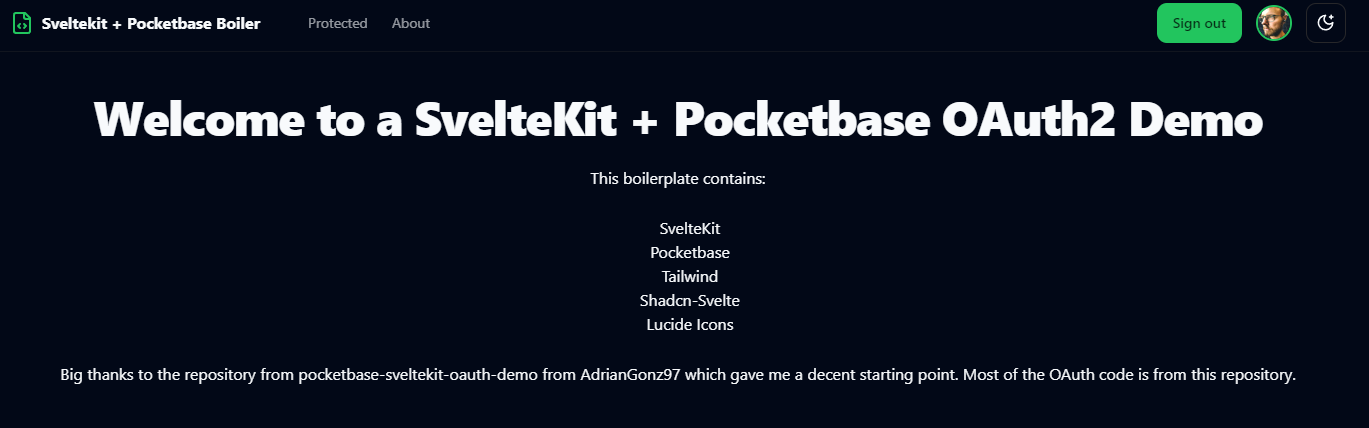 Sveltekit + Pocketbase Boiler
Protected
About
Sign out
Welcome to a SvelteKit + Pocketbase OAuth2 Demo
This boilerplate contains:
SvelteKit
Pocketbase
Tailwind
Shadcn-Svelte
Lucide Icons
Big thanks to the repository from pocketbase-sveltekit-oauth-demo from AdrianGonz97 which gave me a decent starting point. Most of the OAuth code is from this repository.